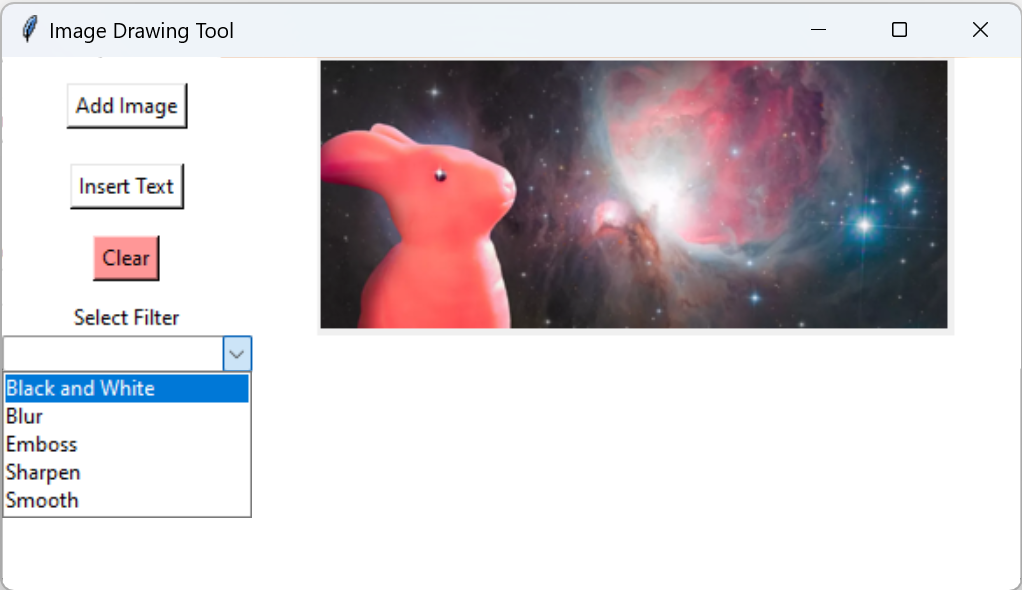 Image Drawing Tool
Add Image
Insert Text
Clear
Select Filter
Black and White
Blur
Emboss
Sharpen
Smooth